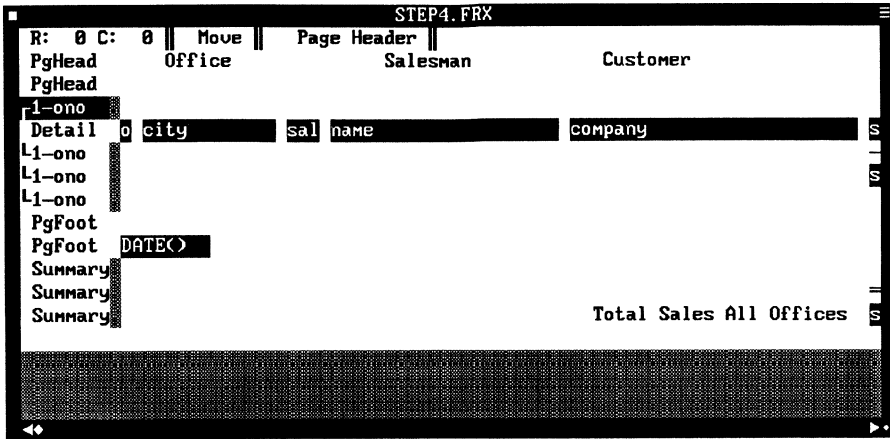 STEP4.FRX
R: 0 C: 0 Move Page Header
PgHead Office Salesman Customer
PgHead
1-ono
Detail o city sal name company s
1-ono
1-ono s
1-ono
PgFoot
PgFoot DATE()
Summary
Summary
Summary Total Sales All Offices s